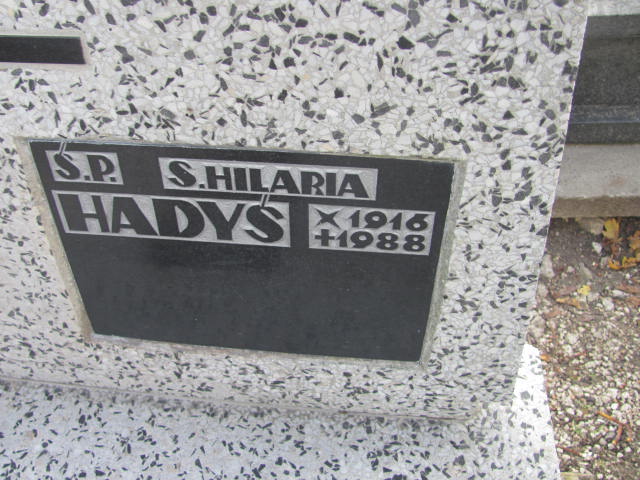 Ś.P. S.HILARIA
HADYŚ ×1916
+1988